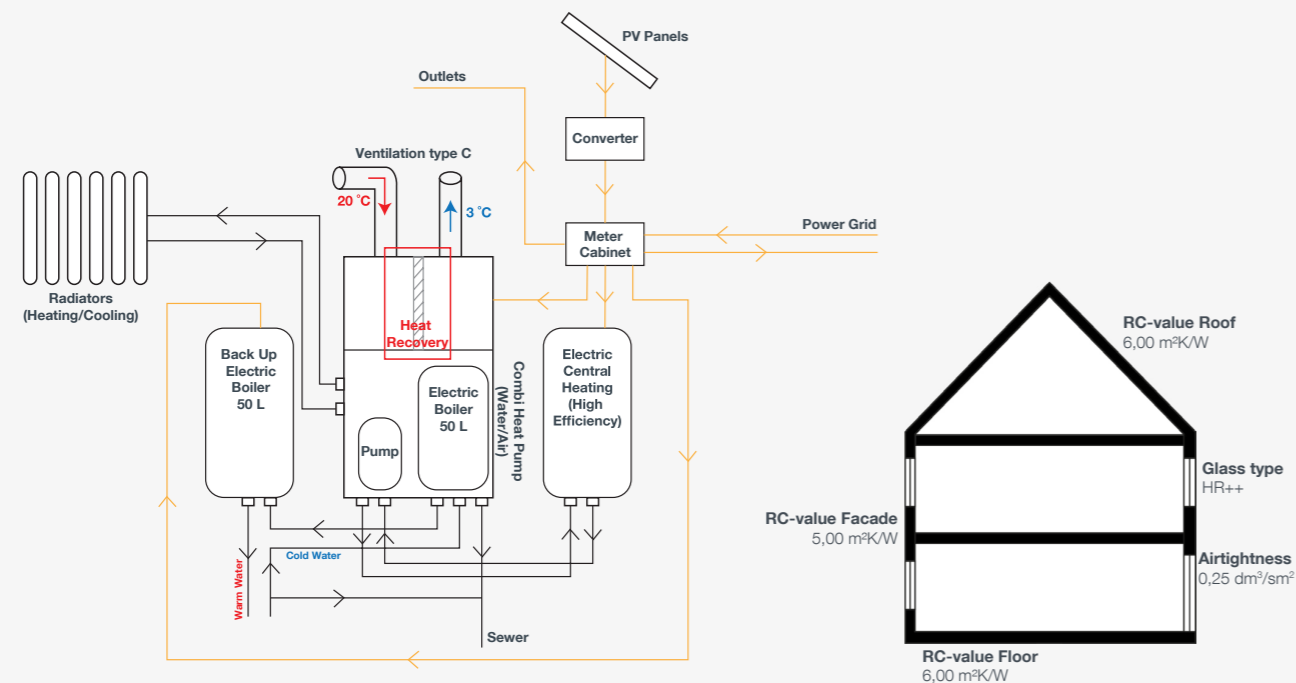 PV Panels
Outlets
Converter
Ventilation type C
20 °C
3 °C
Power Grid
Meter
Cabinet
Radiators
(Heating/Cooling)
Heat
Recovery
Back Up
Electric
Boiler
50 L
Electric
Boiler
50 L
Pump
Combi Heat Pump
(Water/Air)
Electric
Central
Heating
(High
Efficiency)
Cold Water
Warm Water
Sewer
RC-value Roof
6,00 m²K/W
Glass type
HR++
RC-value Facade
5,00 m²K/W
Airtightness
0,25 dm³/sm²
RC-value Floor
6,00 m²K/W